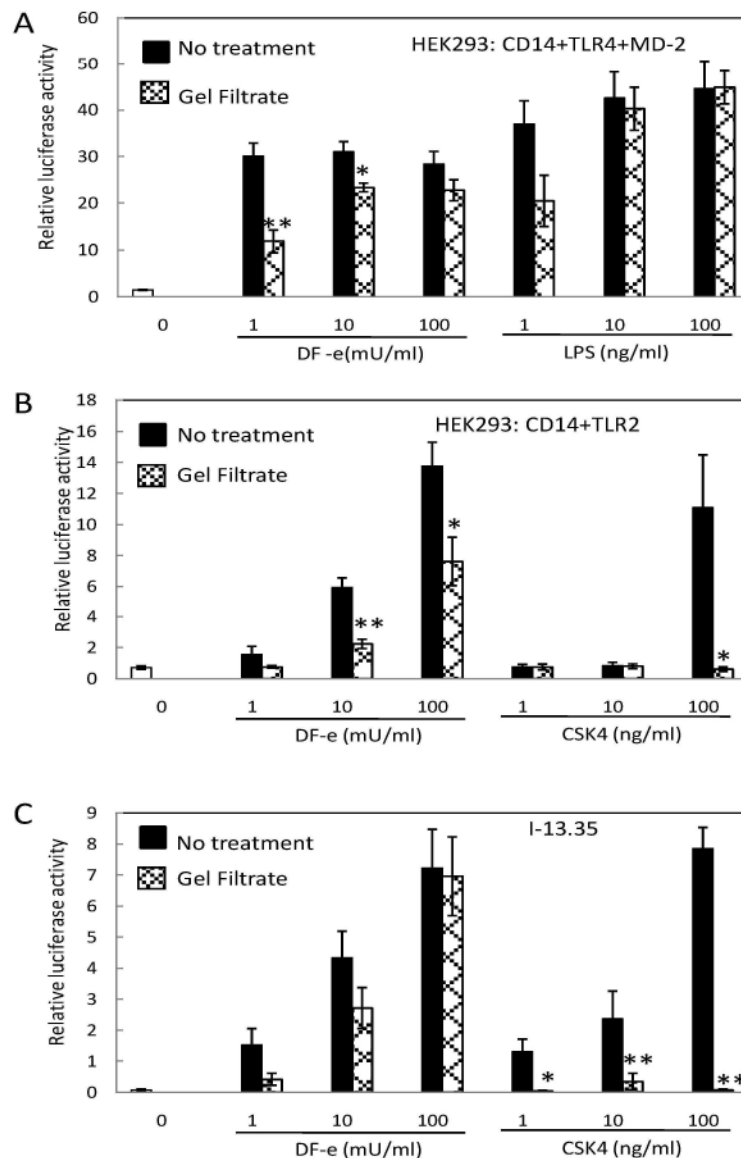 A
60
50
40
30
20
10
0
Relative luciferase activity
No treatment
Gel Filtrate
HEK293: CD14+TLR4+MD-2
**
*
0 1 10 100 1 10 100
DF -e(mU/ml) LPS (ng/ml)
B
18
16
14
12
10
8
6
4
2
0
Relative luciferase activity
No treatment
Gel Filtrate
HEK293: CD14+TLR2
**
*
*
0 1 10 100 1 10 100
DF-e (mU/ml) CSK4 (ng/ml)
C
9
8
7
6
5
4
3
2
1
0
Relative luciferase activity
No treatment
Gel Filtrate
I-13.35
*
**
**
0 1 10 100 1 10 100
DF-e (mU/ml) CSK4 (ng/ml)